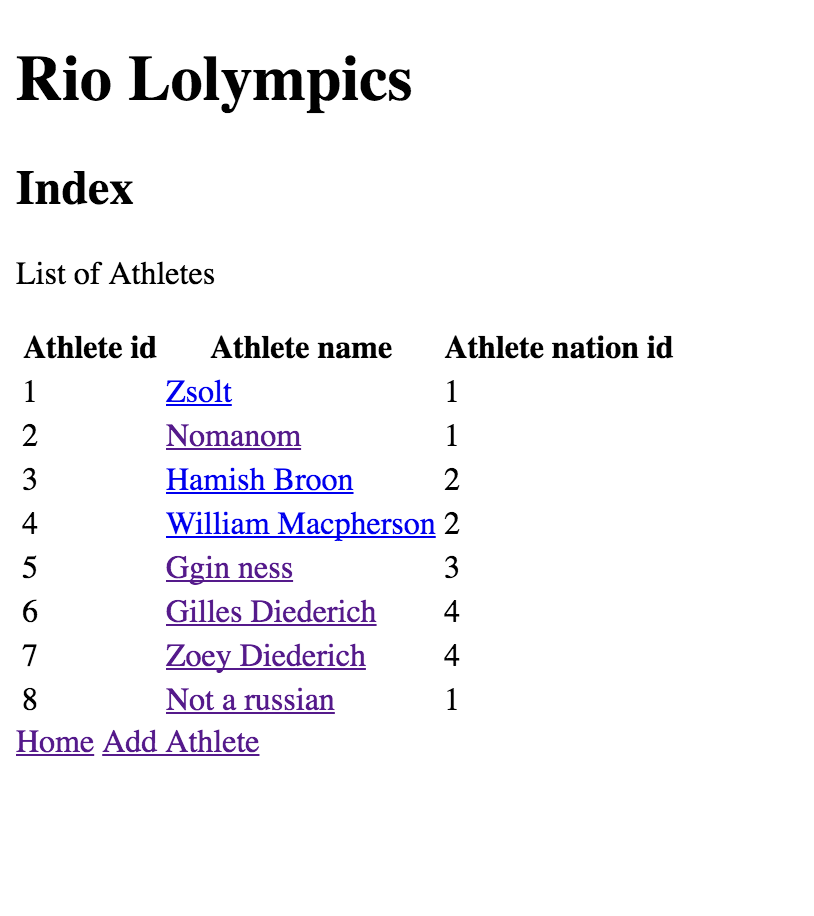 Rio Lolympics
Index
List of Athletes
Athlete id Athlete name Athlete nation id
1 Zsolt 1
2 Nomanom 1
3 Hamish Broon 2
4 William Macpherson 2
5 Ggin ness 3
6 Gilles Diederich 4
7 Zoey Diederich 4
8 Not a russian 1
Home Add Athlete